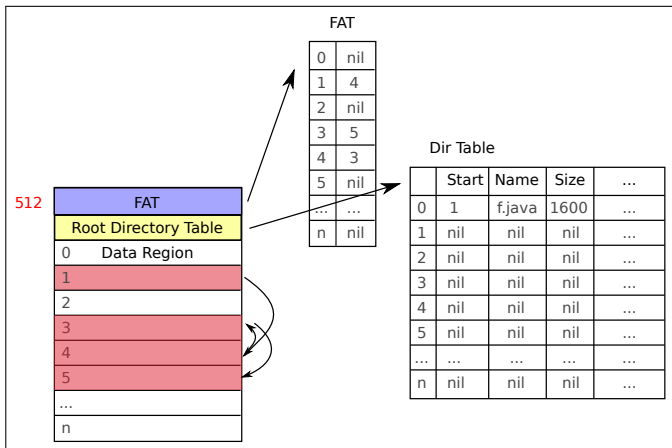 FAT
0 nil
1 4
2 nil
3 5
4 3
5 nil
... ...
n nil
Dir Table
Start Name Size ...
0 1 f.java 1600 ...
1 nil nil nil ...
2 nil nil nil ...
3 nil nil nil ...
4 nil nil nil ...
5 nil nil nil ...
... ... ... ... ...
n nil nil nil ...
512 FAT
Root Directory Table
0 Data Region
1
2
3
4
5
...
n